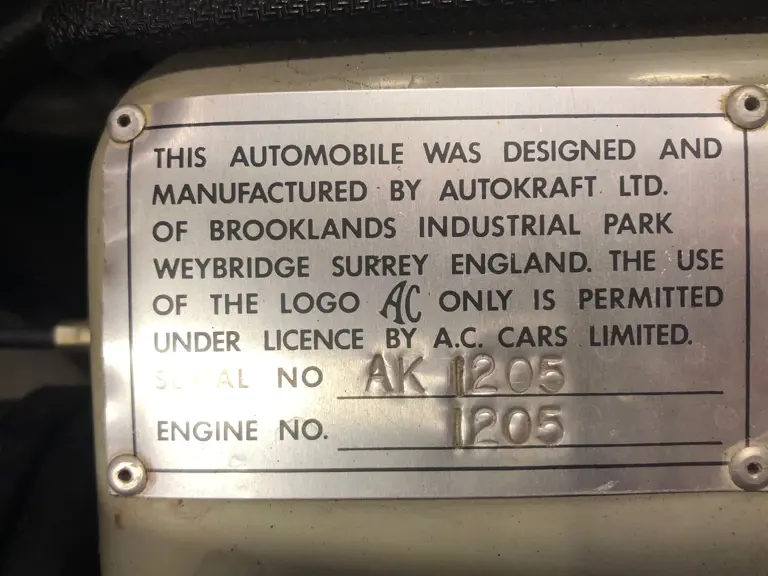 THIS AUTOMOBILE WAS DESIGNED AND
MANUFACTURED BY AUTOKRAFT LTD.
OF BROOKLANDS INDUSTRIAL PARK
WEYBRIDGE SURREY ENGLAND. THE USE
OF THE LOGO AC ONLY IS PERMITTED
UNDER LICENCE BY A.C. CARS LIMITED.
SERIAL NO AK 1205
ENGINE NO. 1205